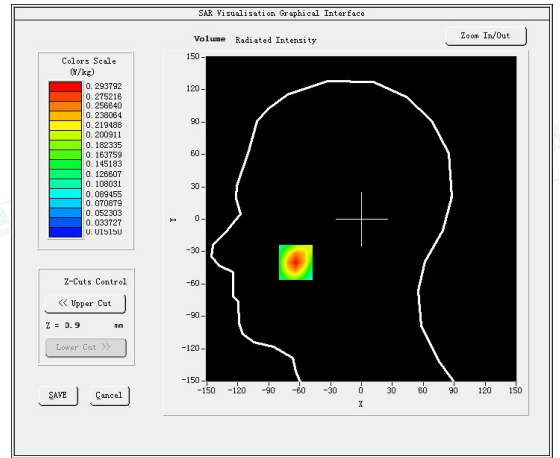 SAR Visualisation Graphical Interface
Volume Radiated Intensity
Zoom In/Out
Colors Scale
(W/kg)
0.293792
0.275216
0.256640
0.238064
0.219488
0.200911
0.182335
0.163759
0.145183
0.126607
0.108031
0.089455
0.070879
0.052303
0.033727
0.015150
Z-Cuts Control
<< Upper Cut
Z = 0.9 mm
Lower Cut >>
SAVE Cancel
150
120
90
60
30
0
-30
-60
-90
-120
-150
Y
-150 -120 -90 -60 -30 0 30 60 90 120 150
X